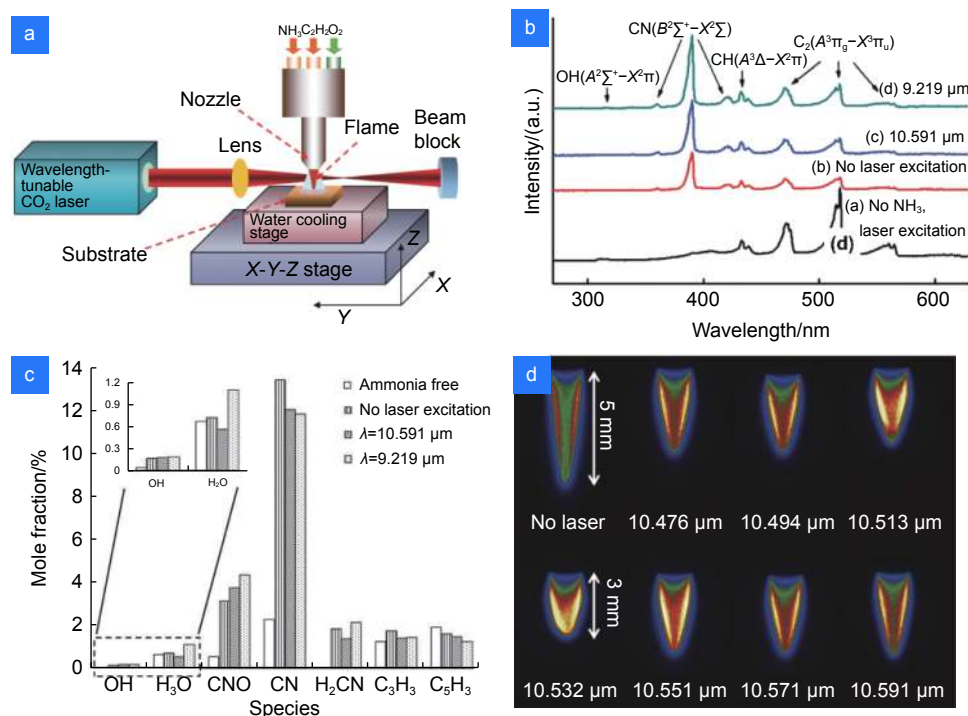 a
NH₃C₂H₂O₂
Nozzle
Flame
Beam
block
Lens
Wavelength-
tunable
CO₂ laser
Water cooling
stage
Substrate
X-Y-Z stage
Z
X
Y
b
CN(B²Σ⁺−X²Σ)
C₂(A³πg−X³πu)
CH(A³Δ−X²π)
OH(A²Σ⁺−X²π)
(d) 9.219 μm
(c) 10.591 μm
(b) No laser excitation
(a) No NH₃,
laser excitation
(d)
Intensity/(a.u.)
300
400
500
600
Wavelength/nm
c
14
12
10
8
6
4
2
0
Mole fraction/%
1.2
0.9
0.6
0.3
0
OH
H₂O
Ammonia free
No laser excitation
λ=10.591 μm
λ=9.219 μm
OH H₃O CNO CN H₂CN C₃H₃ C₅H₃
Species
d
5 mm
No laser 10.476 μm 10.494 μm 10.513 μm
3 mm
10.532 μm 10.551 μm 10.571 μm 10.591 μm